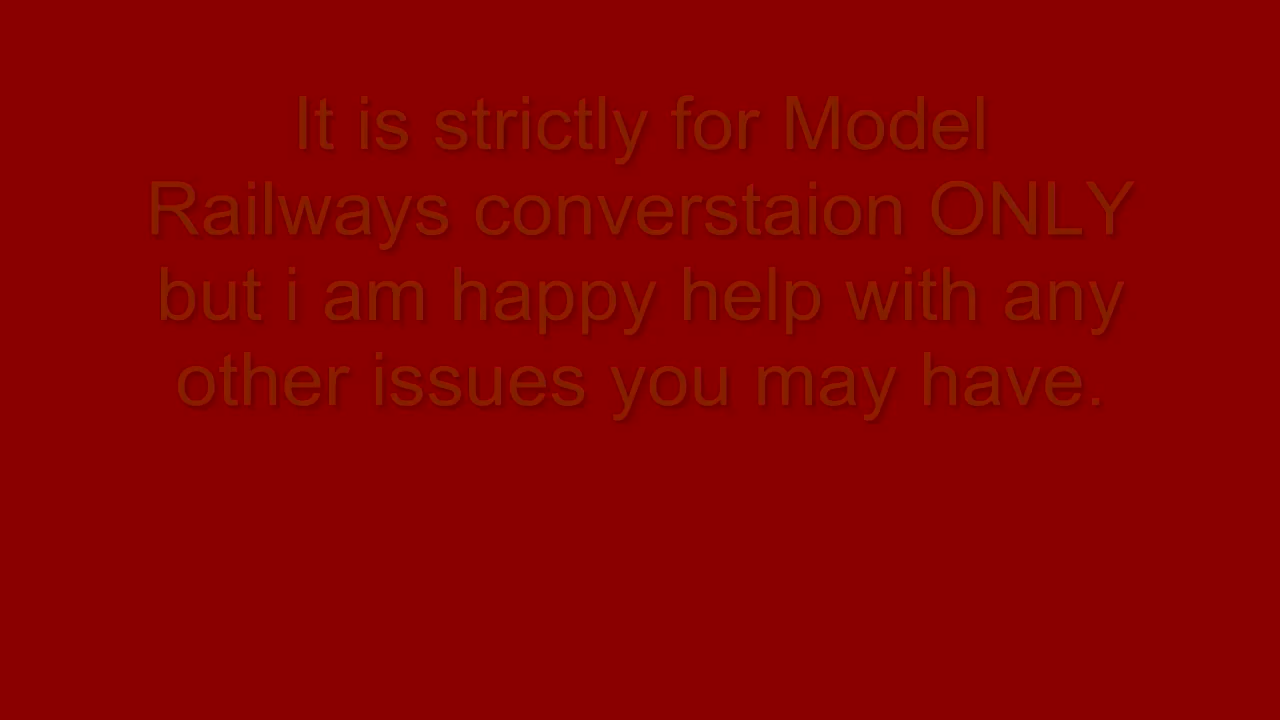 It is strictly for Model
Railways converstaion ONLY
but i am happy help with any
other issues you may have.